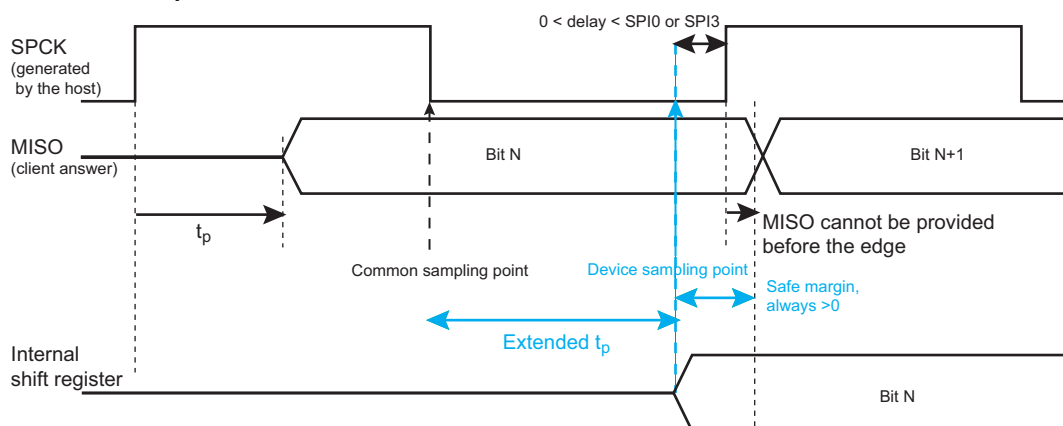 0 < delay < SPI0 or SPI3
SPCK
(generated
by the host)
MISO
(client answer)
Bit N
Bit N+1
tp
MISO cannot be provided
before the edge
Common sampling point
Device sampling point
Safe margin,
always >0
Extended tp
Internal
shift register
Bit N